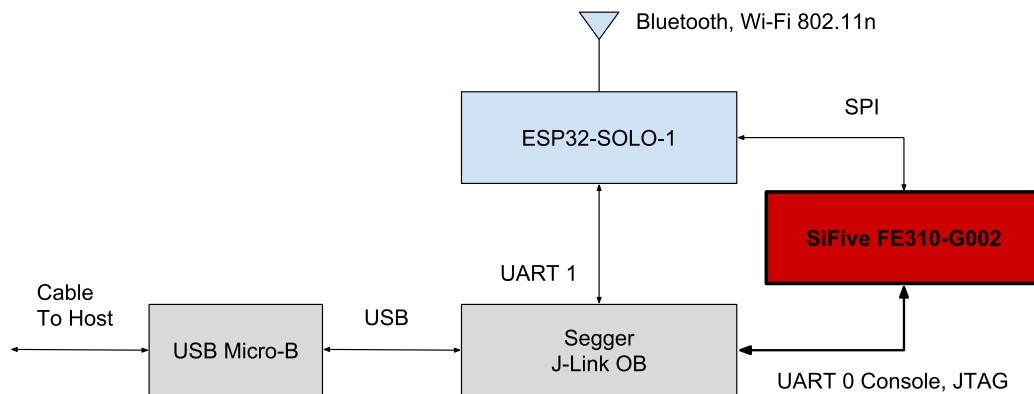 Bluetooth, Wi-Fi 802.11n
ESP32-SOLO-1
SPI
SiFive FE310-G002
UART 1
Cable
To Host
USB Micro-B
USB
Segger
J-Link OB
UART 0 Console, JTAG